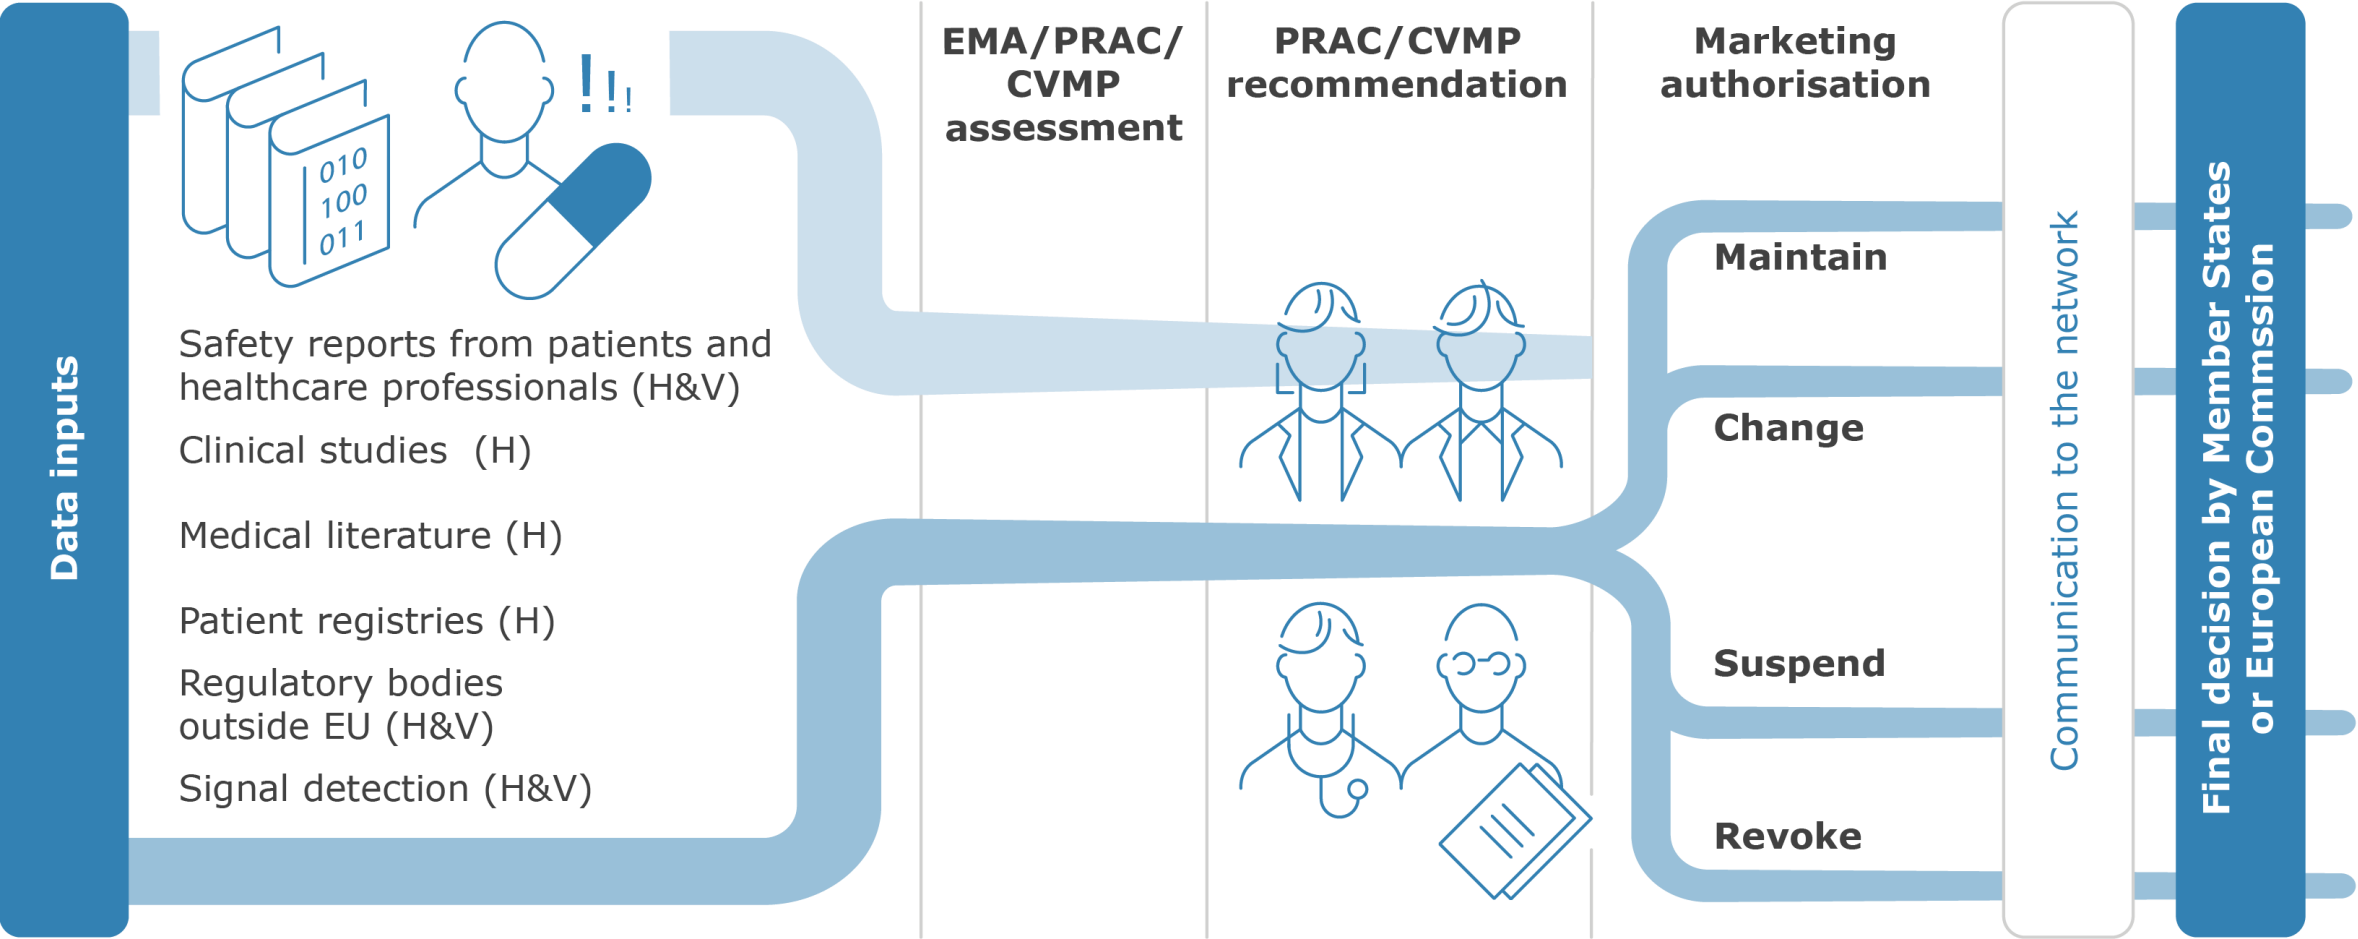 Data inputs
!!!
010
100
011
Safety reports from patients and
healthcare professionals (H&V)
Clinical studies (H)
Medical literature (H)
Patient registries (H)
Regulatory bodies
outside EU (H&V)
Signal detection (H&V)
EMA/PRAC/
CVMP
assessment
PRAC/CVMP
recommendation
Marketing
authorisation
Maintain
Change
Suspend
Revoke
Communication to the network
Final decision by Member States
or European Commssion